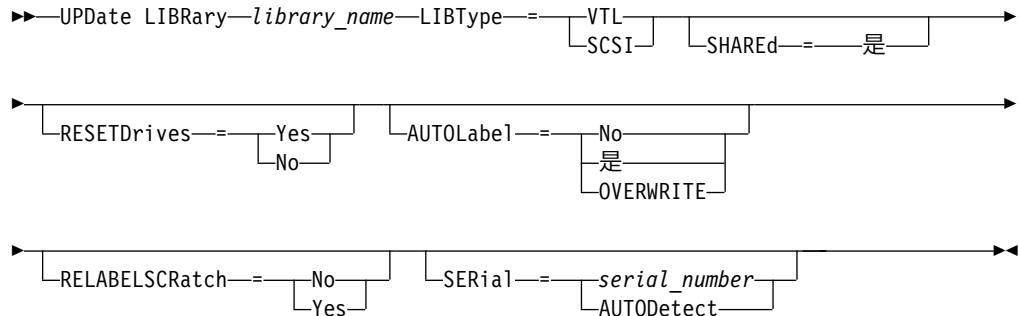 UPDate LIBRary library_name LIBType = VTL
SCSI
SHAREd = 是
RESETDrives = Yes
No
AUTOLabel = No
是
OVERWRITE
RELABELSCRatch = No
Yes
SERial = serial_number
AUTODetect